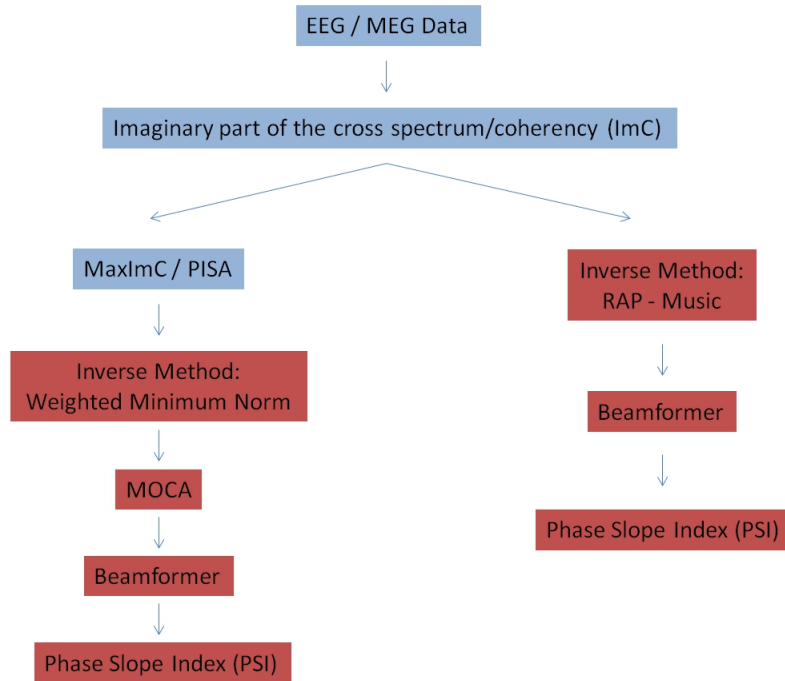 EEG / MEG Data
Imaginary part of the cross spectrum/coherency (ImC)
MaxImC / PISA
Inverse Method:
Weighted Minimum Norm
MOCA
Beamformer
Phase Slope Index (PSI)
Inverse Method:
RAP - Music
Beamformer
Phase Slope Index (PSI)